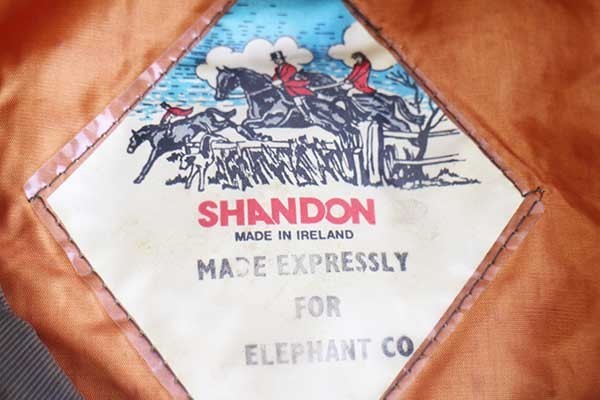 SHANDON
MADE IN IRELAND
MADE EXPRESSLY
FOR
ELEPHANT CO